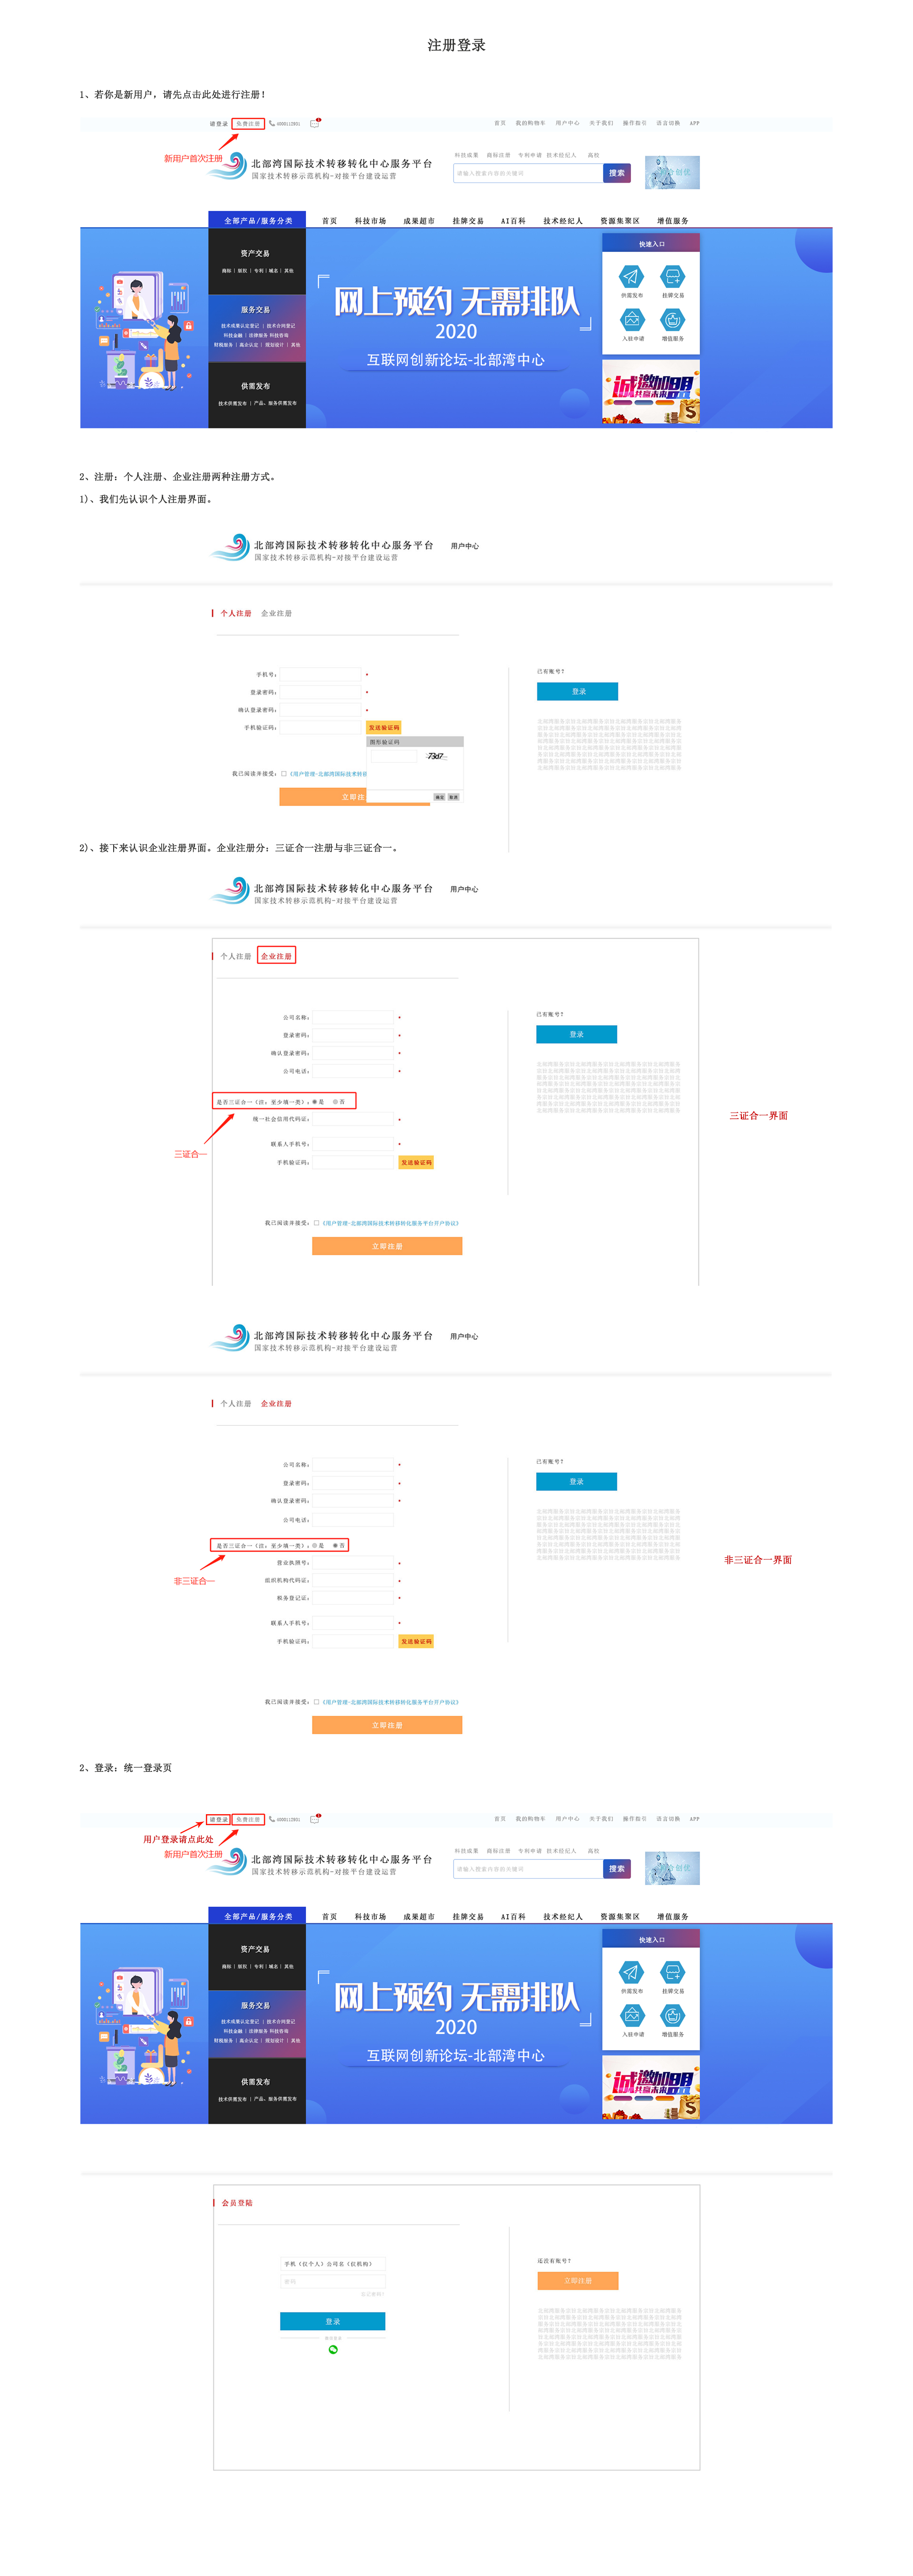 注册登录
1、若你是新用户，请先点击此处进行注册！
请登录 免费注册
首页 我的购物车 用户中心 关于我们 操作指引 语言切换 APP
新用户首次注册
北部湾国际技术转移转化中心服务平台
国家技术转移示范机构-对接平台建设运营
科技成果 商标注册 专利申请 技术经纪人 高校
请输入搜索内容的关键词 搜索
全部产品/服务分类 首页 科技市场 成果超市 挂牌交易 AI百科 技术经纪人 资源集聚区 增值服务
资产交易
商标 | 版权 | 专利 | 域名 | 其他
服务交易
技术成果认定登记 | 技术合同登记
科技金融 | 法律服务 科技咨询
财税服务 | 高企认定 | 规划设计 | 其他
供需发布
技术供需发布 | 产品、服务供需发布
网上预约 无需排队
2020
互联网创新论坛-北部湾中心
快速入口
供需发布 挂牌交易
入驻申请 增值服务
诚邀加盟
共赢未来
2、注册：个人注册、企业注册两种注册方式。
1)、我们先认识个人注册界面。
北部湾国际技术转移转化中心服务平台 用户中心
国家技术转移示范机构-对接平台建设运营
个人注册 企业注册
手机号： *
登录密码： *
确认登录密码： *
手机验证码： 发送验证码
图形验证码
73d7
我已阅读并接受： 《用户管理-北部湾国际技术转移
立即注
确定 取消
已有账号？
登录
2)、接下来认识企业注册界面。企业注册分：三证合一注册与非三证合一。
北部湾国际技术转移转化中心服务平台 用户中心
国家技术转移示范机构-对接平台建设运营
个人注册 企业注册
公司名称： *
登录密码： *
确认登录密码： *
公司电话： *
是否三证合一（注：至少填一类）： 是 否
统一社会信用代码证： *
三证合一
联系人手机号： *
手机验证码： 发送验证码
我已阅读并接受： 《用户管理-北部湾国际技术转移转化服务平台开户协议》
立即注册
已有账号？
登录
三证合一界面
北部湾国际技术转移转化中心服务平台 用户中心
国家技术转移示范机构-对接平台建设运营
个人注册 企业注册
公司名称： *
登录密码： *
确认登录密码： *
公司电话：
是否三证合一（注：至少填一类）： 是 否
营业执照号： *
非三证合一
组织机构代码证： *
税务登记证： *
联系人手机号： *
手机验证码： 发送验证码
我已阅读并接受： 《用户管理-北部湾国际技术转移转化服务平台开户协议》
立即注册
已有账号？
登录
非三证合一界面
2、登录：统一登录页
请登录 免费注册
首页 我的购物车 用户中心 关于我们 操作指引 语言切换 APP
用户登录请点此处
新用户首次注册
北部湾国际技术转移转化中心服务平台
国家技术转移示范机构-对接平台建设运营
科技成果 商标注册 专利申请 技术经纪人 高校
请输入搜索内容的关键词 搜索
全部产品/服务分类 首页 科技市场 成果超市 挂牌交易 AI百科 技术经纪人 资源集聚区 增值服务
资产交易
商标 | 版权 | 专利 | 域名 | 其他
服务交易
技术成果认定登记 | 技术合同登记
科技金融 | 法律服务 科技咨询
财税服务 | 高企认定 | 规划设计 | 其他
供需发布
技术供需发布 | 产品、服务供需发布
网上预约 无需排队
2020
互联网创新论坛-北部湾中心
快速入口
供需发布 挂牌交易
入驻申请 增值服务
诚邀加盟
共赢未来
会员登陆
手机（仅个人）公司名（仅机构）
密码
忘记密码？
登录
还没有账号？
立即注册